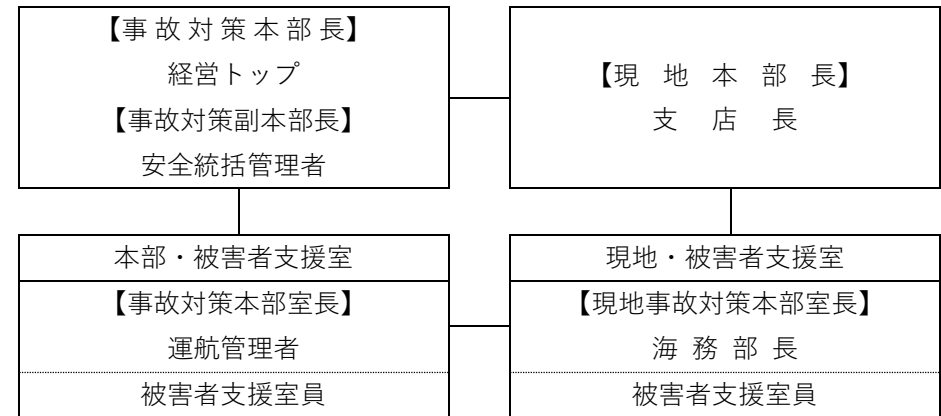 【事 故 対 策 本 部 長】
経営トップ
【事故対策副本部長】
安全統括管理者
【現　地　本　部　長】
支　店　長
本部・被害者支援室
【事故対策本部室長】
運航管理者
被害者支援室員
現地・被害者支援室
【現地事故対策本部室長】
海 務 部 長
被害者支援室員